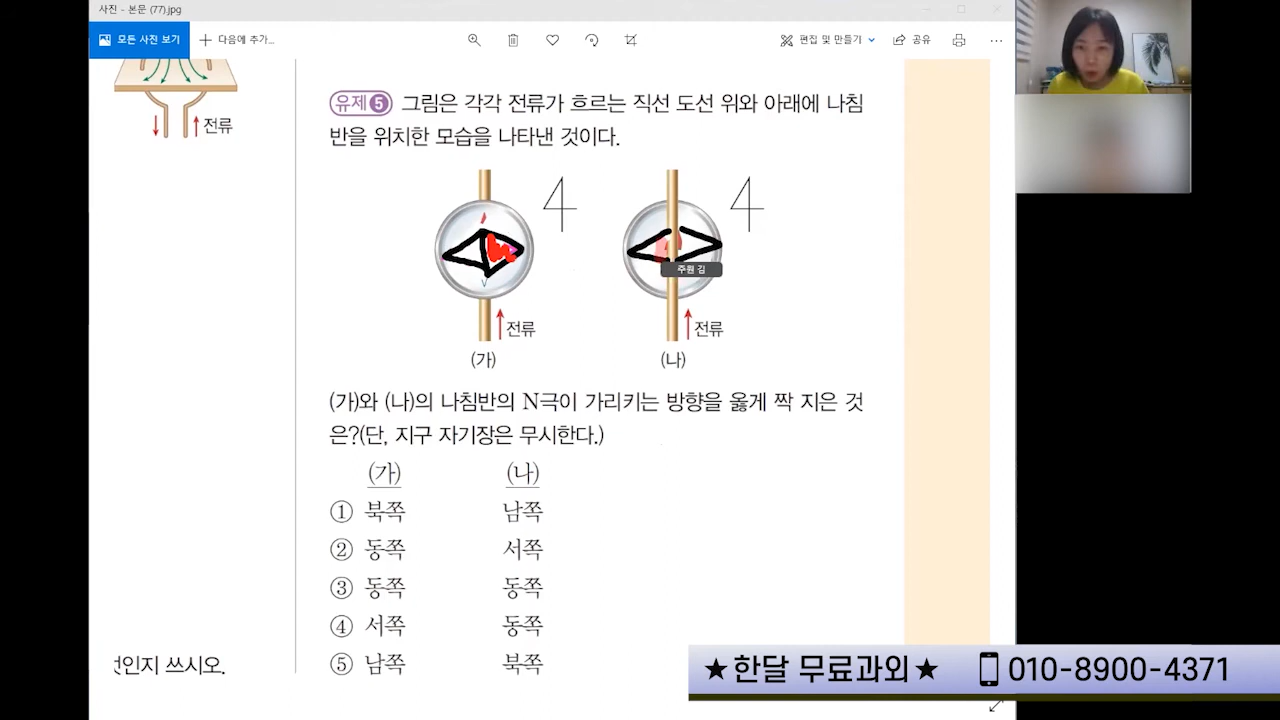 사진 - 본문 (77).jpg
모든 사진 보기
다음에 추가...
편집 및 만들기
공유
전류
유제 5 그림은 각각 전류가 흐르는 직선 도선 위와 아래에 나침
반을 위치한 모습을 나타낸 것이다.
4
4
주원 김
전류
전류
(가)
(나)
(가)와 (나)의 나침반의 N극이 가리키는 방향을 옳게 짝 지은 것
은?(단, 지구 자기장은 무시한다.)
(가) (나)
① 북쪽 남쪽
② 동쪽 서쪽
③ 동쪽 동쪽
④ 서쪽 동쪽
⑤ 남쪽 북쪽
인지 쓰시오.
★한달 무료과외★ 010-8900-4371